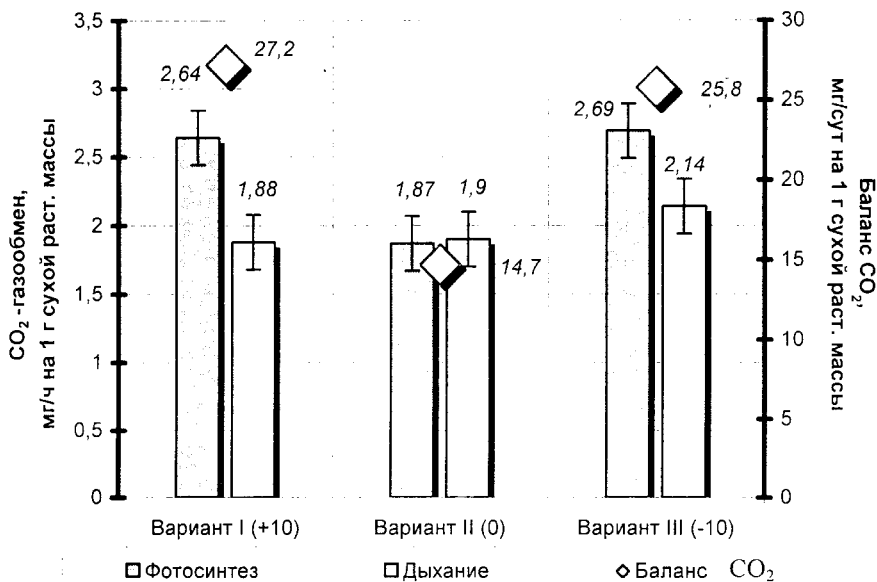 CO₂ -газообмен,
мг/ч на 1 г сухой раст. массы
3,5
3
2,5
2
1,5
1
0,5
0
2,64
27,2
1,88
1,87
1,9
14,7
2,69
25,8
2,14
30
25
20
15
10
5
0
Баланс CO₂,
мг/сут на 1 г сухой раст. массы
Вариант I (+10)
Вариант II (0)
Вариант III (-10)
Фотосинтез
Дыхание
Баланс CO₂